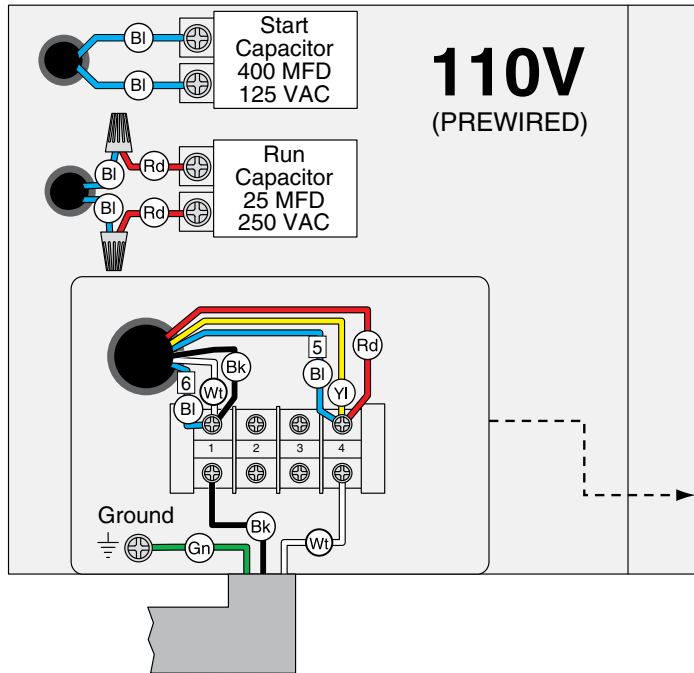 Start
Capacitor
400 MFD
125 VAC
Bl
Bl
110V
(PREWIRED)
Run
Capacitor
25 MFD
250 VAC
Bl
Rd
Bl
Rd
5
Rd
Bk
6
Wt
Bl
Yl
Bl
1
2
3
4
Ground
Bk
Gn
Wt